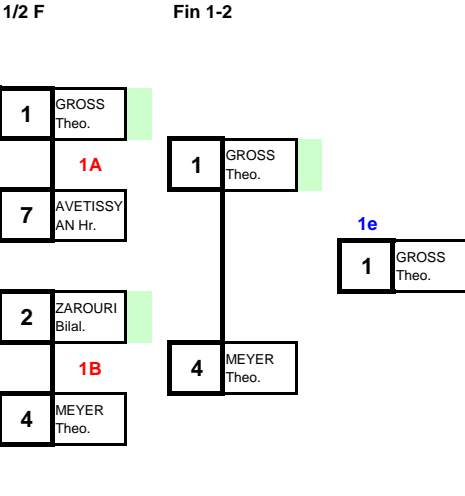 1/2 F
Fin 1-2
1
GROSS
Theo.
1A
7
AVETISSY
AN Hr.
2
ZAROURI
Bilal.
1B
4
MEYER
Theo.
1
GROSS
Theo.
4
MEYER
Theo.
1e
1
GROSS
Theo.